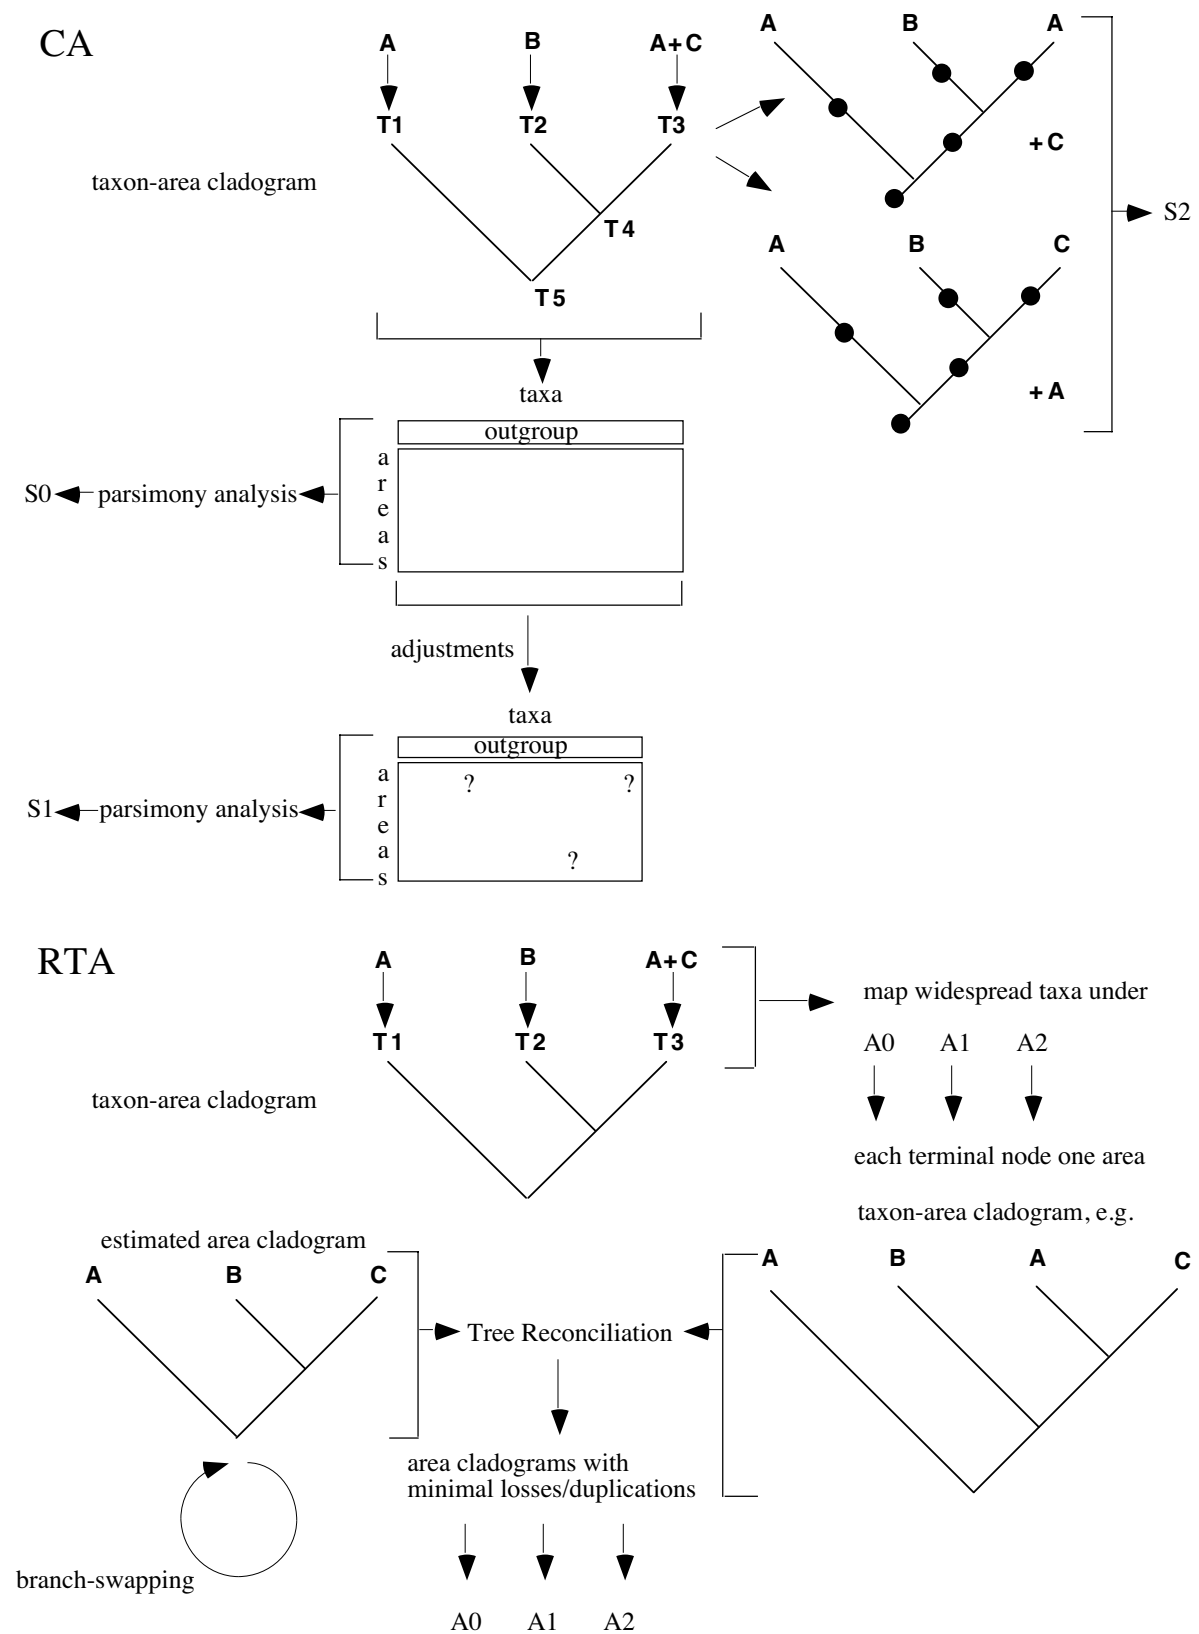 CA
A B A+C
T1 T2 T3
T4
T5
taxon-area cladogram
A B A
+C
A B C
+A
S2
taxa
outgroup
areas
S0 parsimony analysis
adjustments
taxa
outgroup
? ?
?
areas
S1 parsimony analysis
RTA
A B A+C
T1 T2 T3
taxon-area cladogram
map widespread taxa under
A0 A1 A2
each terminal node one area
taxon-area cladogram, e.g.
estimated area cladogram
A B C
A B A C
Tree Reconciliation
area cladograms with
minimal losses/duplications
branch-swapping
A0 A1 A2